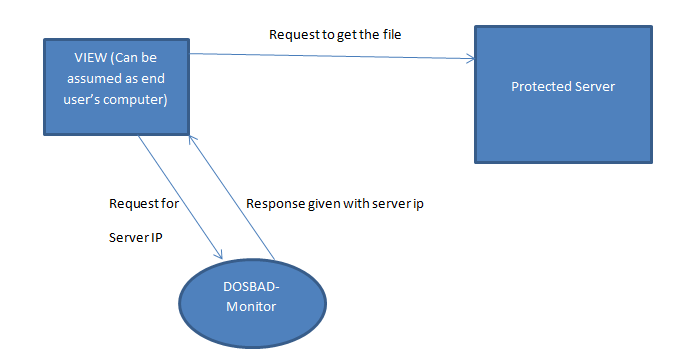 Request to get the file
VIEW (Can be
assumed as end
user's computer)
Protected Server
Request for
Server IP
Response given with server ip
DOSBAD-
Monitor